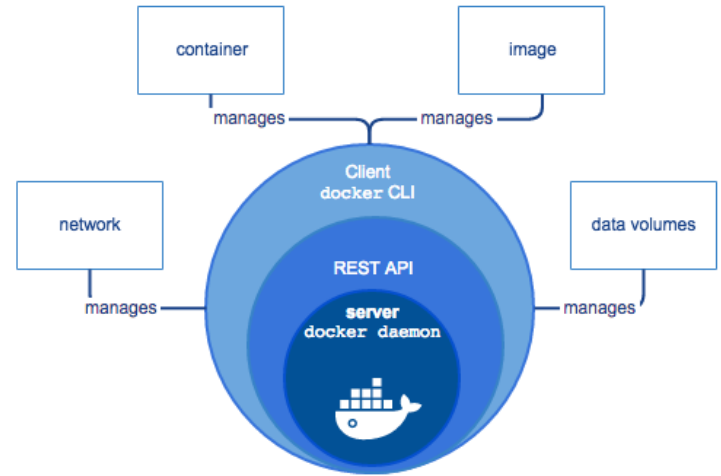 container
image
manages
manages
Client
docker CLI
network
data volumes
REST API
manages
manages
server
docker daemon